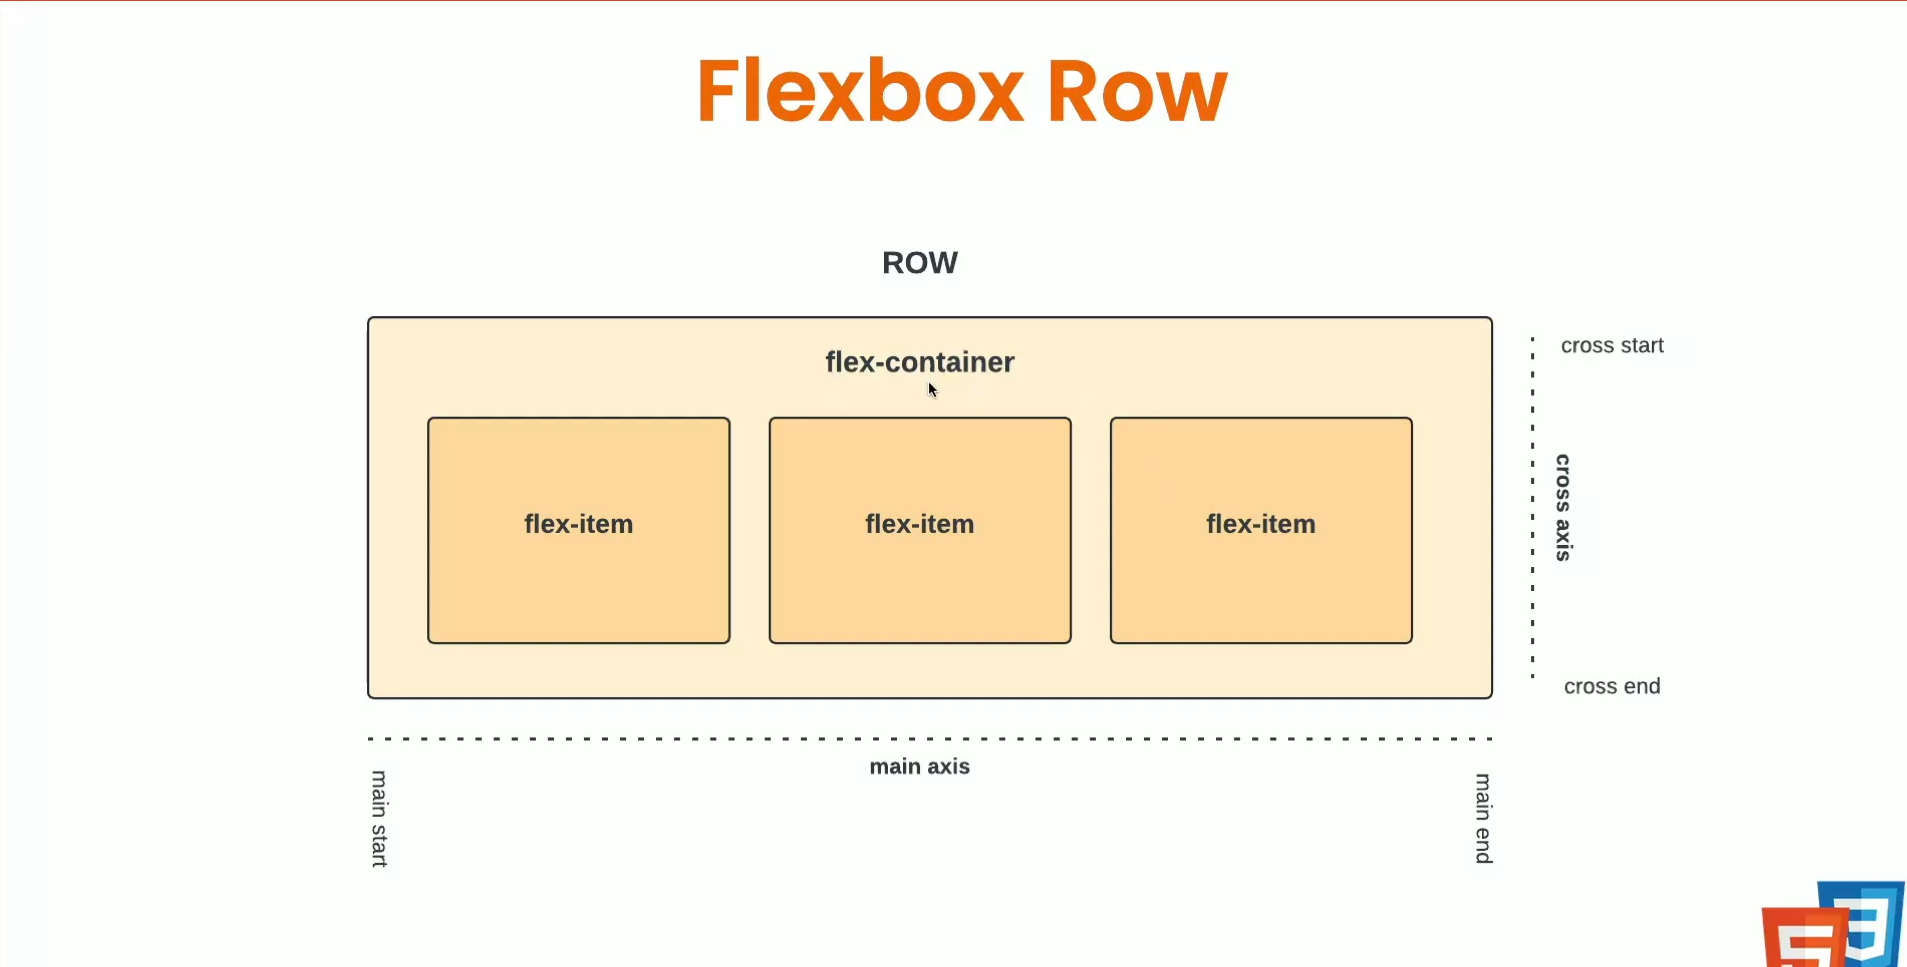 Flexbox Row
ROW
flex-container
cross start
flex-item
flex-item
flex-item
cross axis
cross end
main axis
main start
main end